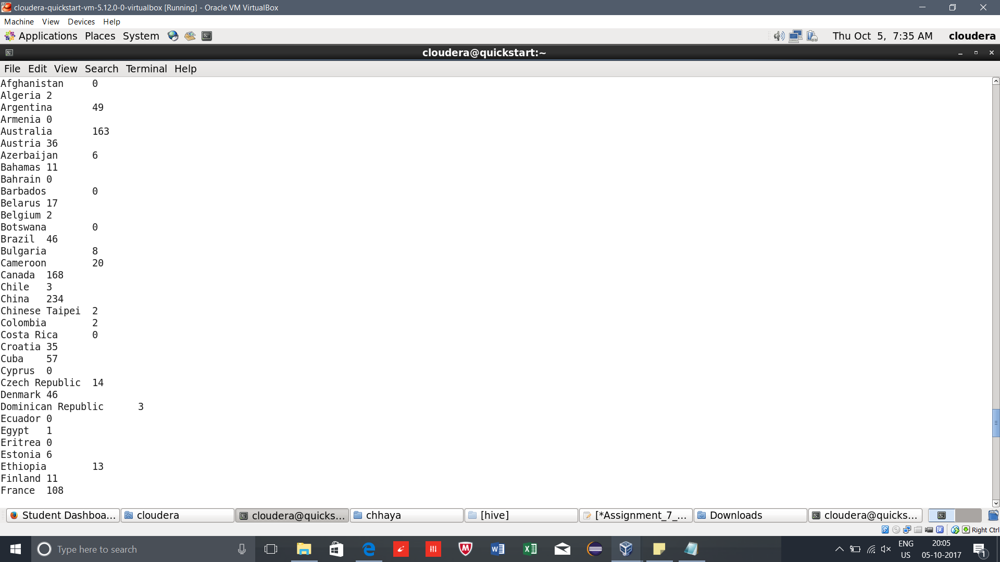 cloudera-quickstart-vm-5.12.0-0-virtualbox [Running] - Oracle VM VirtualBox
Machine View Devices Help
Applications Places System Thu Oct 5, 7:35 AM cloudera
cloudera@quickstart:~
File Edit View Search Terminal Help
Afghanistan 0
Algeria 2
Argentina 49
Armenia 0
Australia 163
Austria 36
Azerbaijan 6
Bahamas 11
Bahrain 0
Barbados 0
Belarus 17
Belgium 2
Botswana 0
Brazil 46
Bulgaria 8
Cameroon 20
Canada 168
Chile 3
China 234
Chinese Taipei 2
Colombia 2
Costa Rica 0
Croatia 35
Cuba 57
Cyprus 0
Czech Republic 14
Denmark 46
Dominican Republic 3
Ecuador 0
Egypt 1
Eritrea 0
Estonia 6
Ethiopia 13
Finland 11
France 108
Student Dashboa... cloudera cloudera@quicks... chhaya [hive] [*Assignment_7_... Downloads cloudera@quicks...
Right Ctrl
Type here to search
ENG
US
20:05
05-10-2017
1